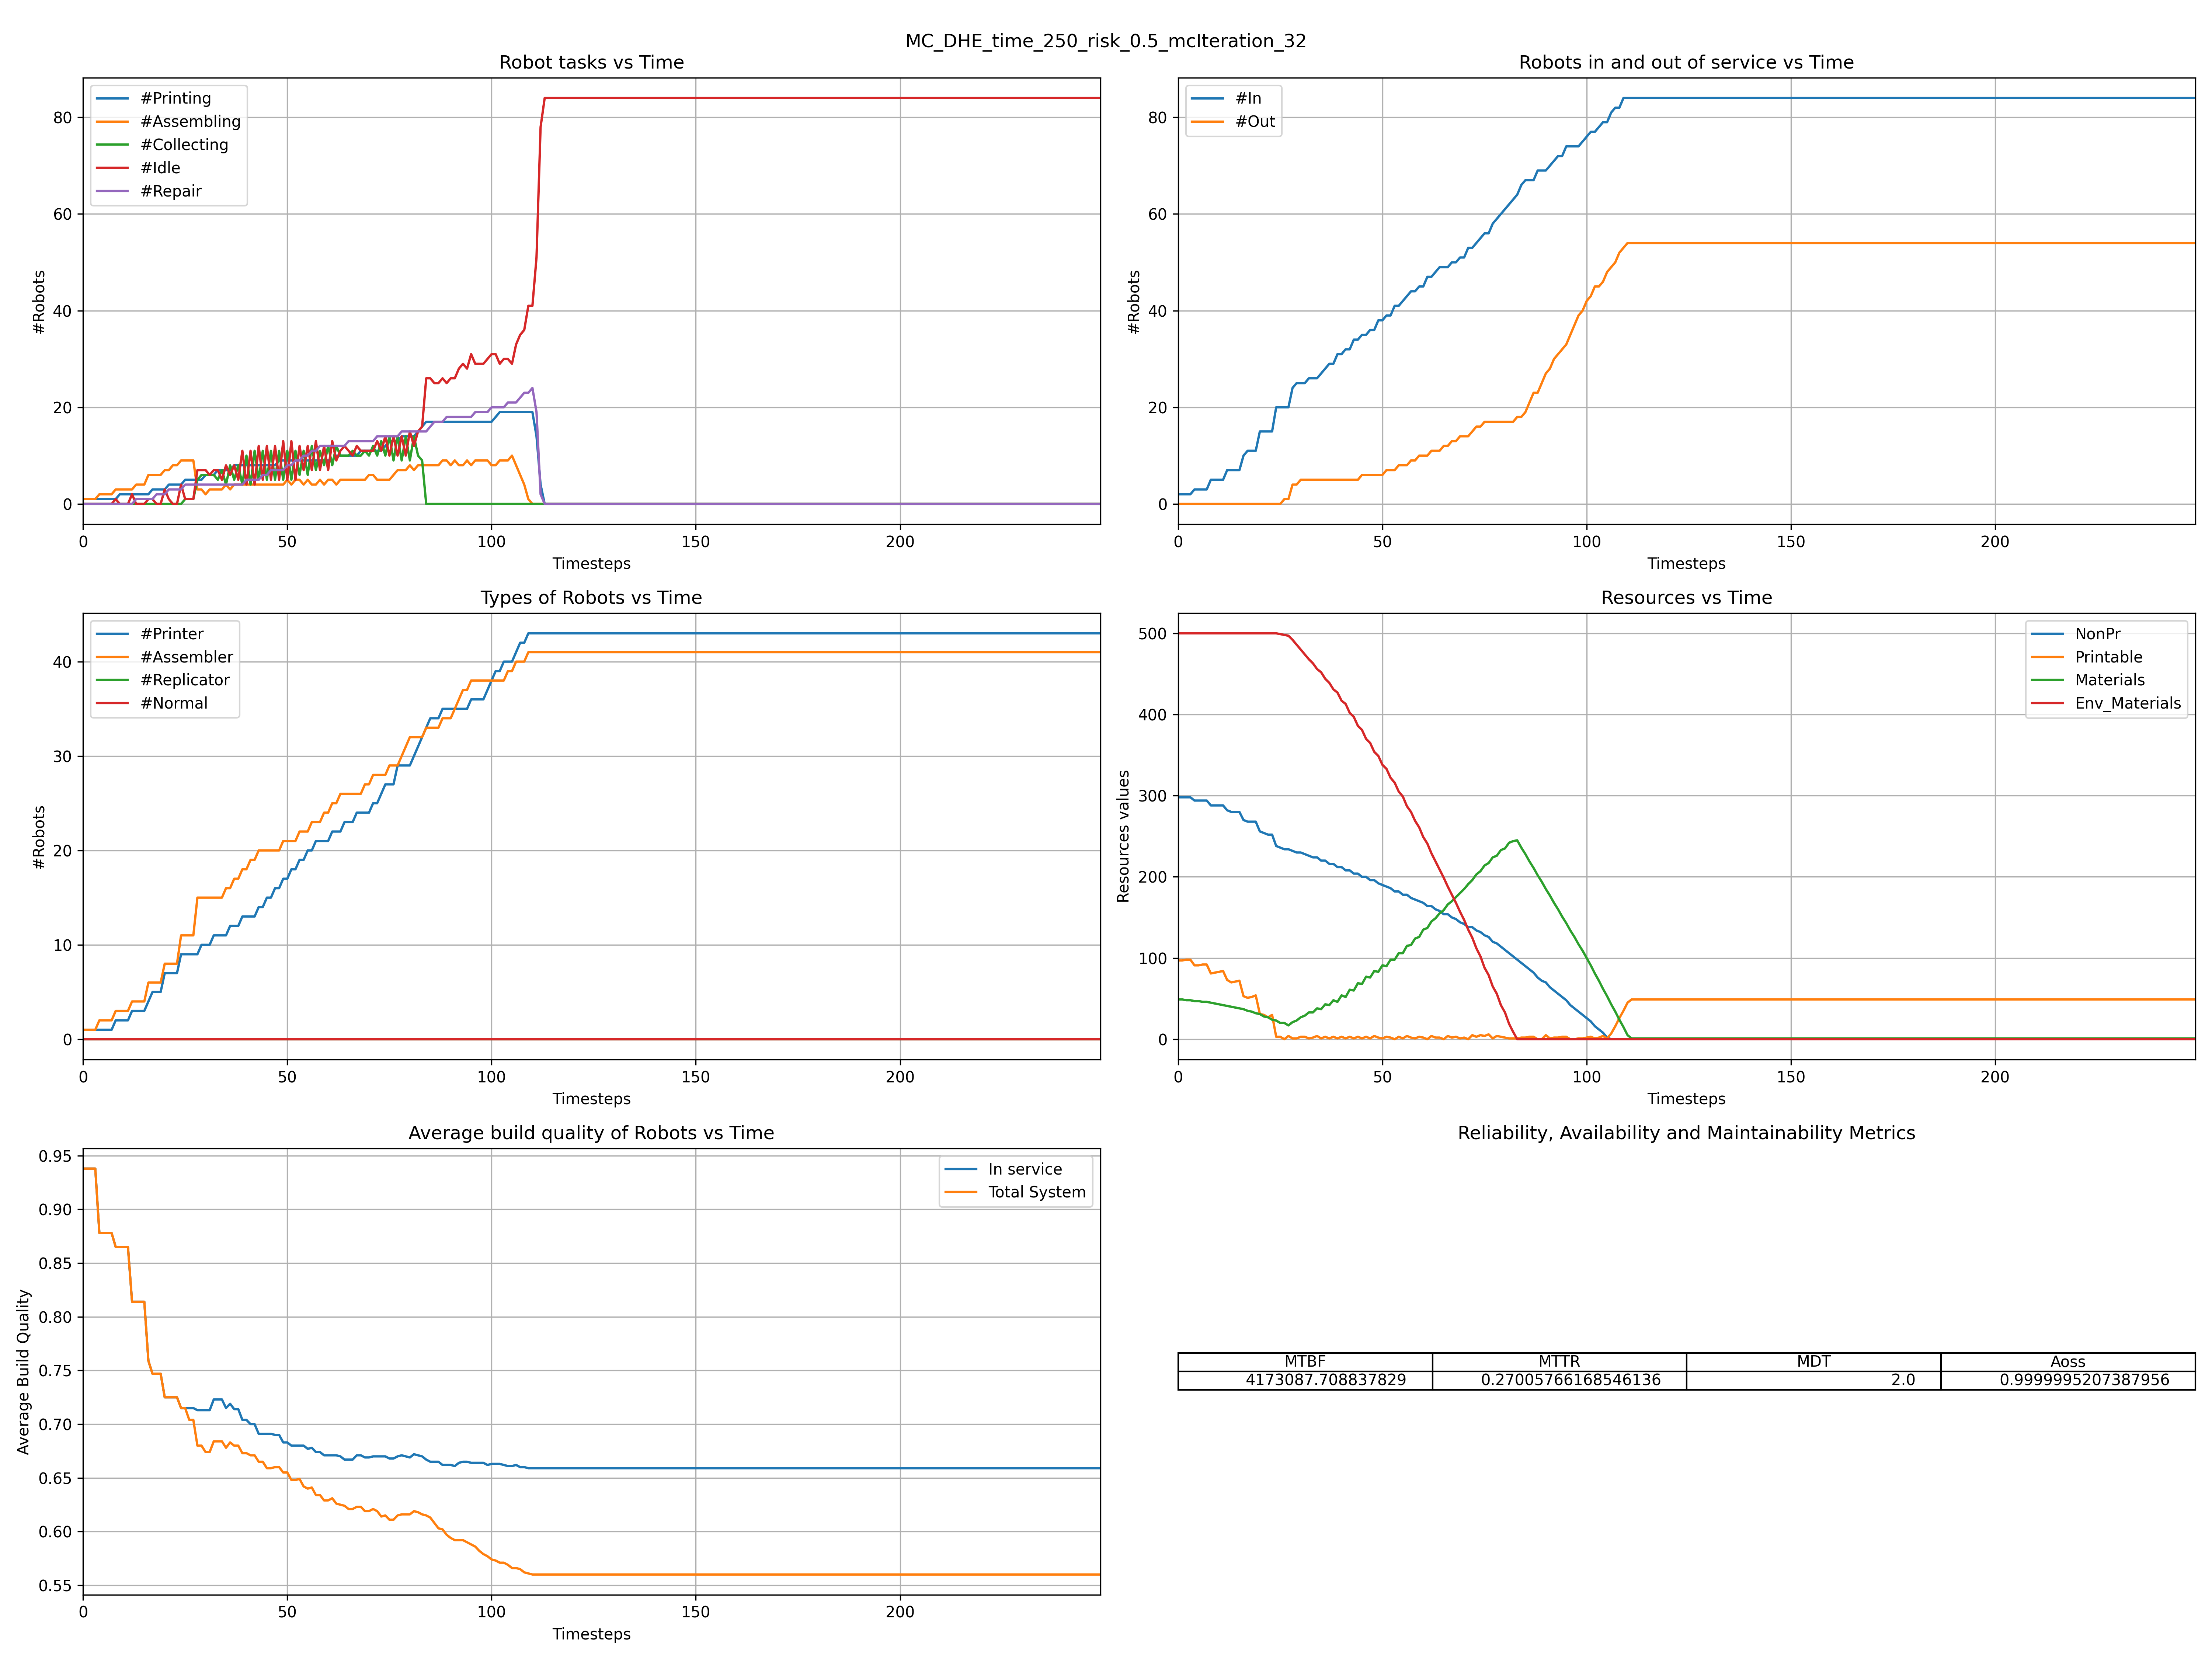 MC_DHE_time_250_risk_0.5_mcIteration_32
Robot tasks vs Time
#Robots
80
60
40
20
0
#Printing
#Assembling
#Collecting
#Idle
#Repair
0 50 100 150 200
Timesteps
Robots in and out of service vs Time
#Robots
80
60
40
20
0
#In
#Out
0 50 100 150 200
Timesteps
Types of Robots vs Time
#Robots
40
30
20
10
0
#Printer
#Assembler
#Replicator
#Normal
0 50 100 150 200
Timesteps
Resources vs Time
Resources values
500
400
300
200
100
0
NonPr
Printable
Materials
Env_Materials
0 50 100 150 200
Timesteps
Average build quality of Robots vs Time
Average Build Quality
0.95
0.90
0.85
0.80
0.75
0.70
0.65
0.60
0.55
In service
Total System
0 50 100 150 200
Timesteps
Reliability, Availability and Maintainability Metrics
MTBF MTTR MDT Aoss
4173087.708837829 0.27005766168546136 2.0 0.9999995207387956